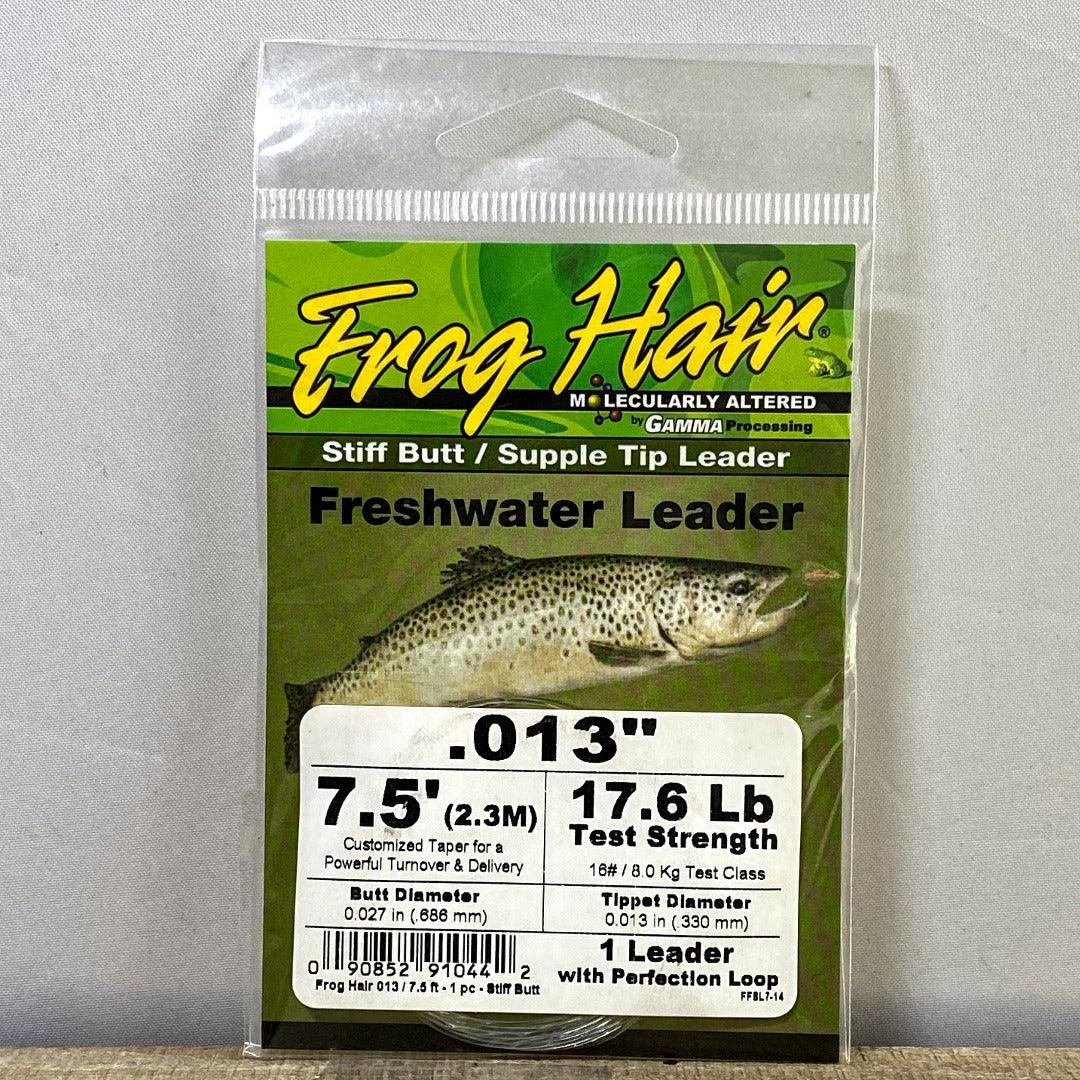 Frog Hair®
MOLECULARLY ALTERED
by GAMMA Processing
Stiff Butt / Supple Tip Leader
Freshwater Leader
.013"
7.5' (2.3M)
Customized Taper for a
Powerful Turnover & Delivery
17.6 Lb
Test Strength
16# / 8.0 Kg Test Class
Butt Diameter
0.027 in (.686 mm)
Tippet Diameter
0.013 in (.330 mm)
0 90852 91044 2
Frog Hair 013 / 7.5 ft - 1 pc - Stiff Butt
1 Leader
with Perfection Loop
FFSL7-14